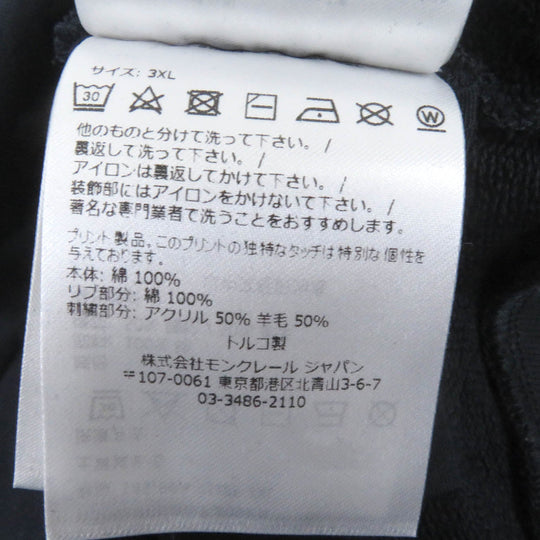 サイズ: 3XL
30
W
他のものと分けて洗って下さい。 /
裏返して洗って下さい。 /
アイロンは裏返してかけて下さい。 /
装飾部にはアイロンをかけないで下さい。 /
著名な専門業者で洗うことをおすすめします。
プリント製品。このプリントの独特なタッチは特別な個性を
与えております。
本体: 綿 100%
リブ部分: 綿 100%
刺繍部分: アクリル 50% 羊毛 50%
トルコ製
株式会社モンクレール ジャパン
〒107-0061 東京都港区北青山3-6-7
03-3486-2110